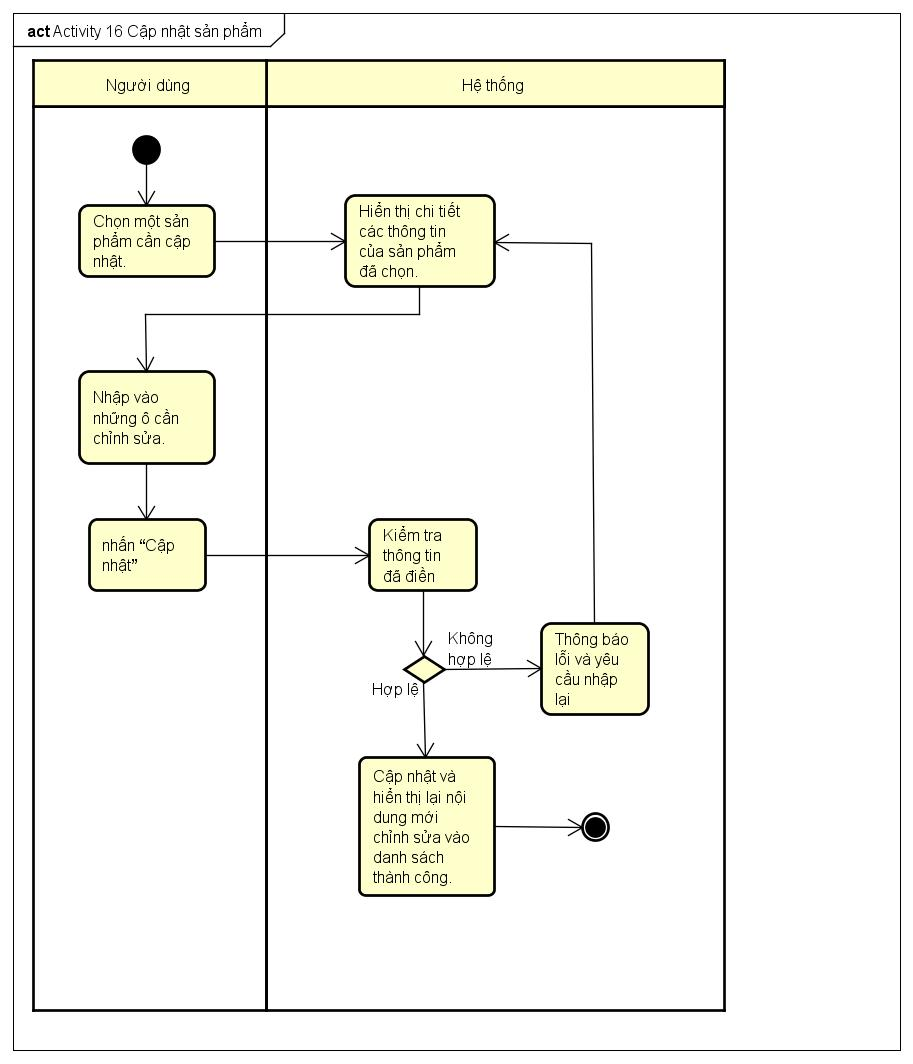 act Activity 16 Cập nhật sản phẩm
Người dùng
Hệ thống
Chọn một sản
phẩm cần cập
nhật.
Hiển thị chi tiết
các thông tin
của sản phẩm
đã chọn.
Nhập vào
những ô cần
chỉnh sửa.
nhấn “Cập
nhật”
Kiểm tra
thông tin
đã điền
Không
hợp lệ
Hợp lệ
Thông báo
lỗi và yêu
cầu nhập
lại
Cập nhật và
hiển thị lại nội
dung mới
chỉnh sửa vào
danh sách
thành công.